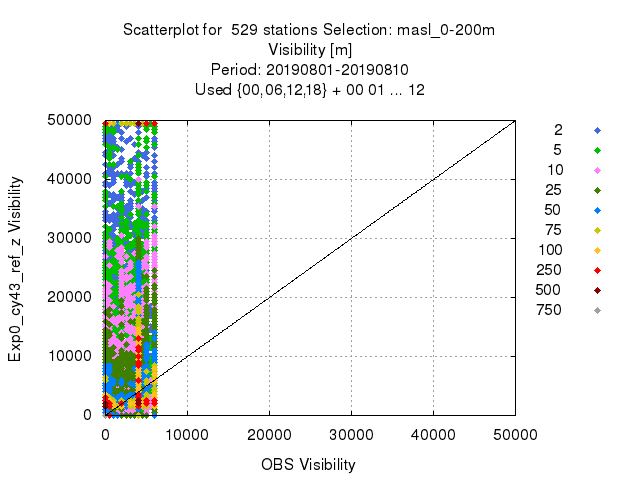 Scatterplot for 529 stations Selection: masl_0-200m
Visibility [m]
Period: 20190801-20190810
Used {00,06,12,18} + 00 01 ... 12
50000
40000
30000
20000
10000
0
Exp0_cy43_ref_z Visibility
0 10000 20000 30000 40000 50000
OBS Visibility
2
5
10
25
50
75
100
250
500
750